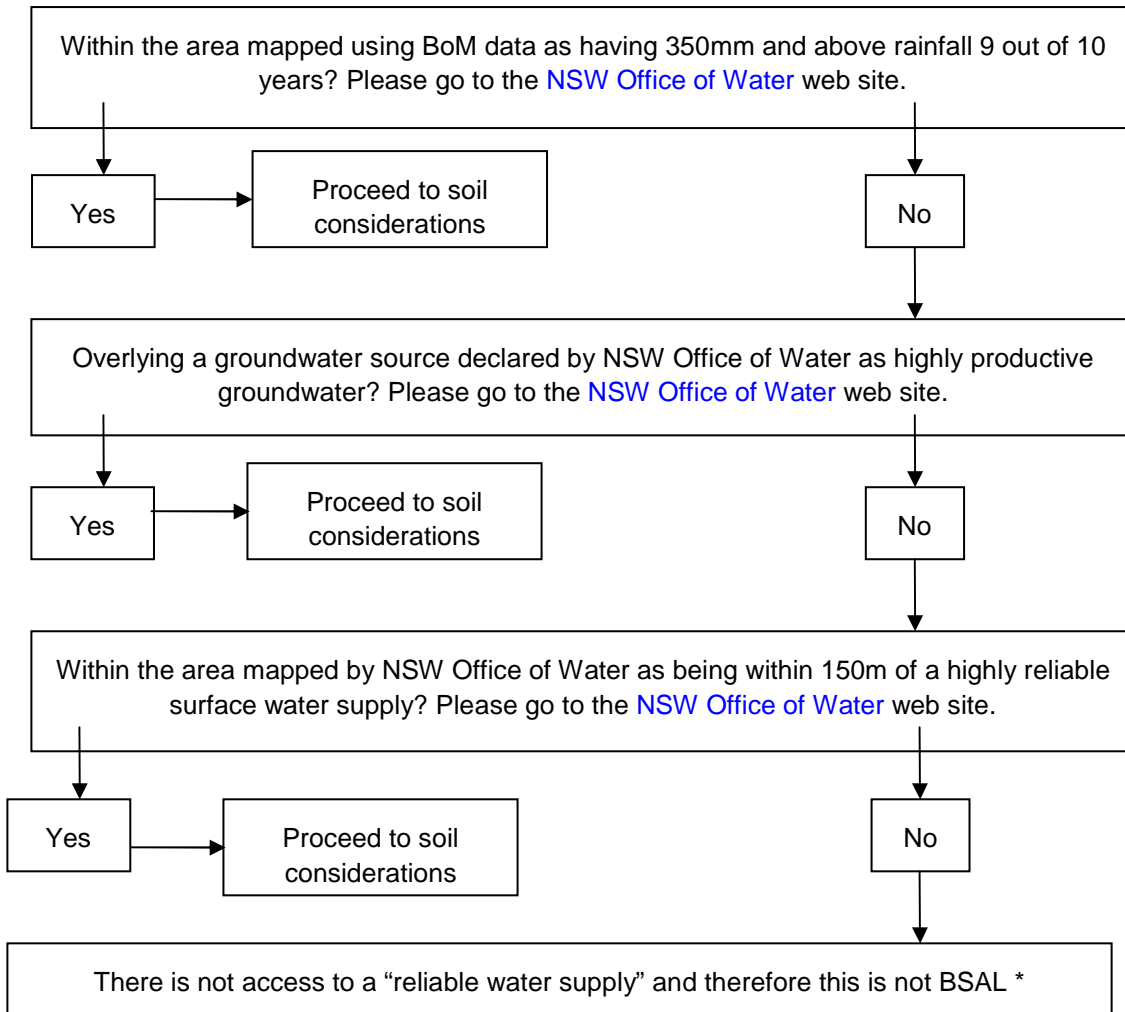 Within the area mapped using BoM data as having 350mm and above rainfall 9 out of 10
years? Please go to the NSW Office of Water web site.
Yes
Proceed to soil
considerations
No
Overlying a groundwater source declared by NSW Office of Water as highly productive
groundwater? Please go to the NSW Office of Water web site.
Yes
Proceed to soil
considerations
No
Within the area mapped by NSW Office of Water as being within 150m of a highly reliable
surface water supply? Please go to the NSW Office of Water web site.
Yes
Proceed to soil
considerations
No
There is not access to a “reliable water supply” and therefore this is not BSAL *